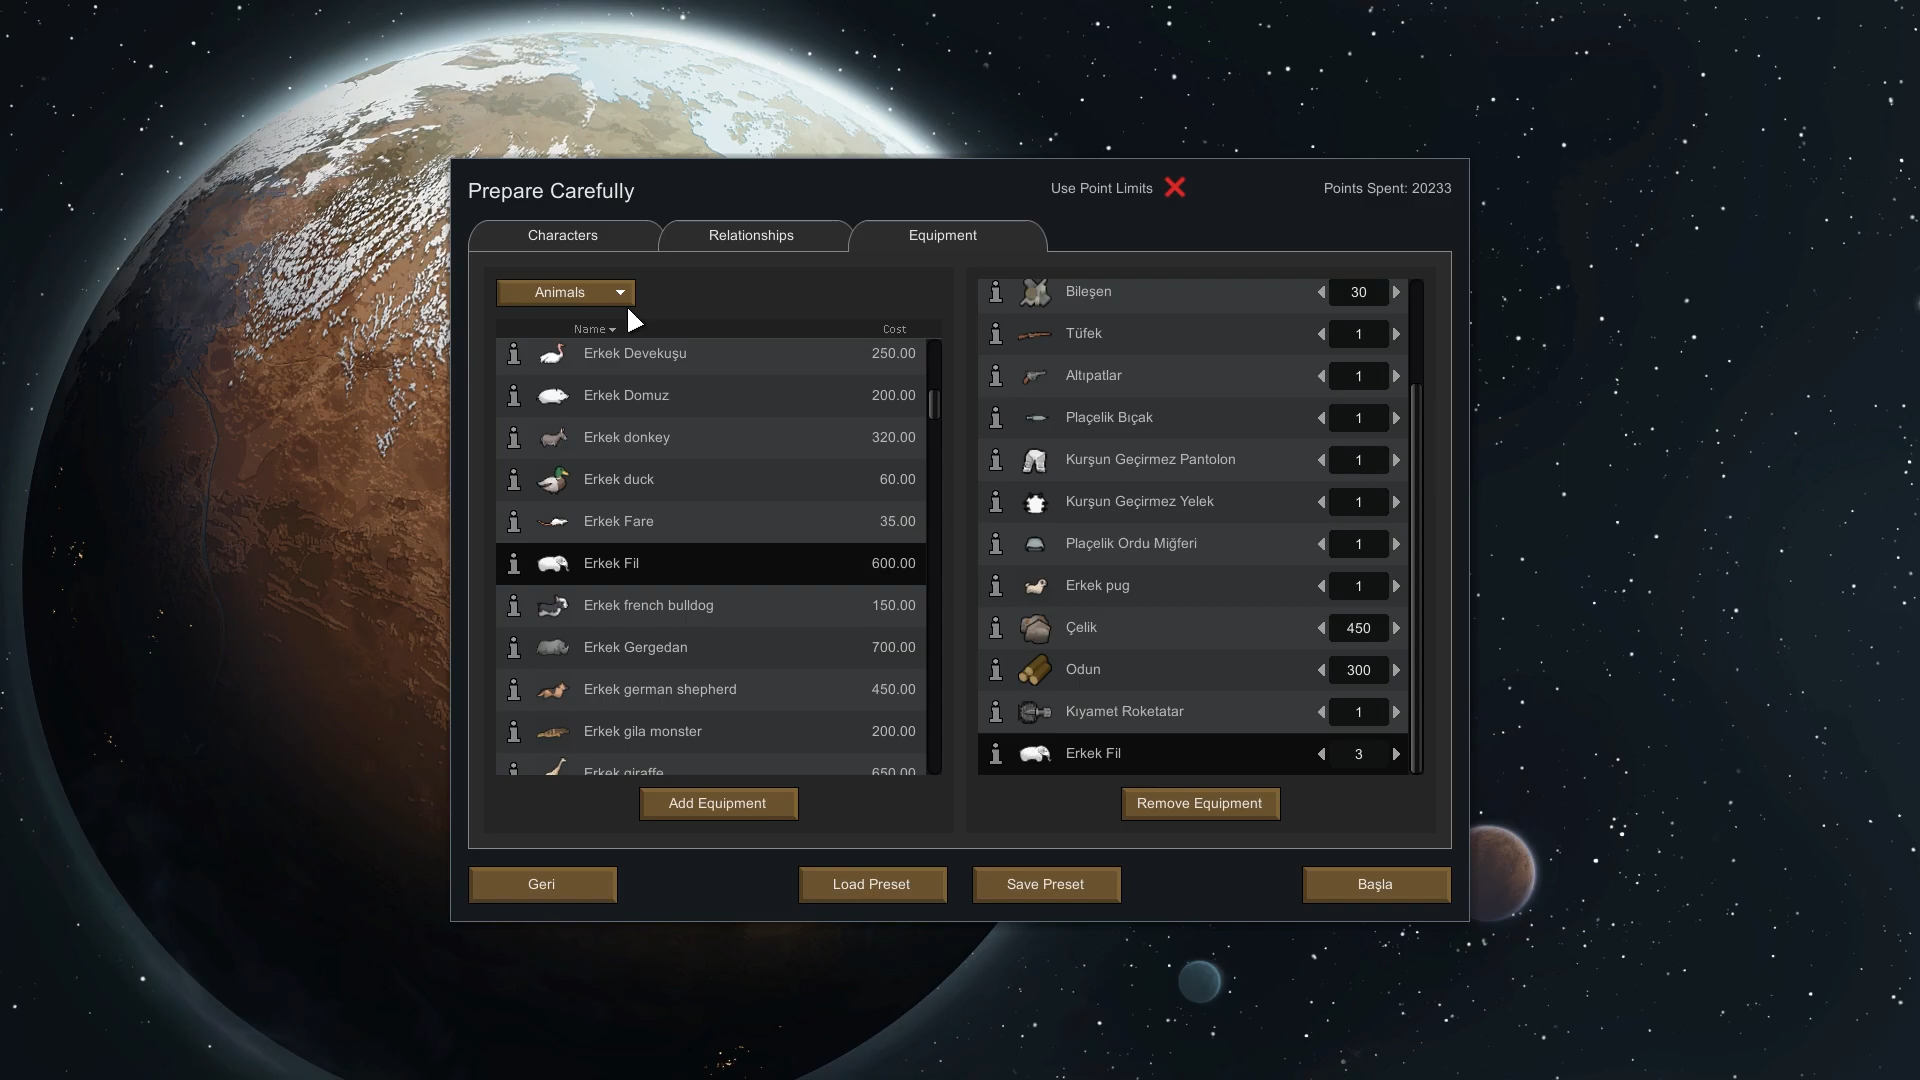 Prepare Carefully
Use Point Limits
Points Spent: 20233
Characters
Relationships
Equipment
Animals
Name
Cost
Erkek Devekuşu 250.00
Erkek Domuz 200.00
Erkek donkey 320.00
Erkek duck 60.00
Erkek Fare 35.00
Erkek Fil 600.00
Erkek french bulldog 150.00
Erkek Gergedan 700.00
Erkek german shepherd 450.00
Erkek gila monster 200.00
Erkek giraffe 650.00
Add Equipment
Bileşen 30
Tüfek 1
Altıpatlar 1
Plaçelik Bıçak 1
Kurşun Geçirmez Pantolon 1
Kurşun Geçirmez Yelek 1
Plaçelik Ordu Miğferi 1
Erkek pug 1
Çelik 450
Odun 300
Kıyamet Roketatar 1
Erkek Fil 3
Remove Equipment
Geri
Load Preset
Save Preset
Başla